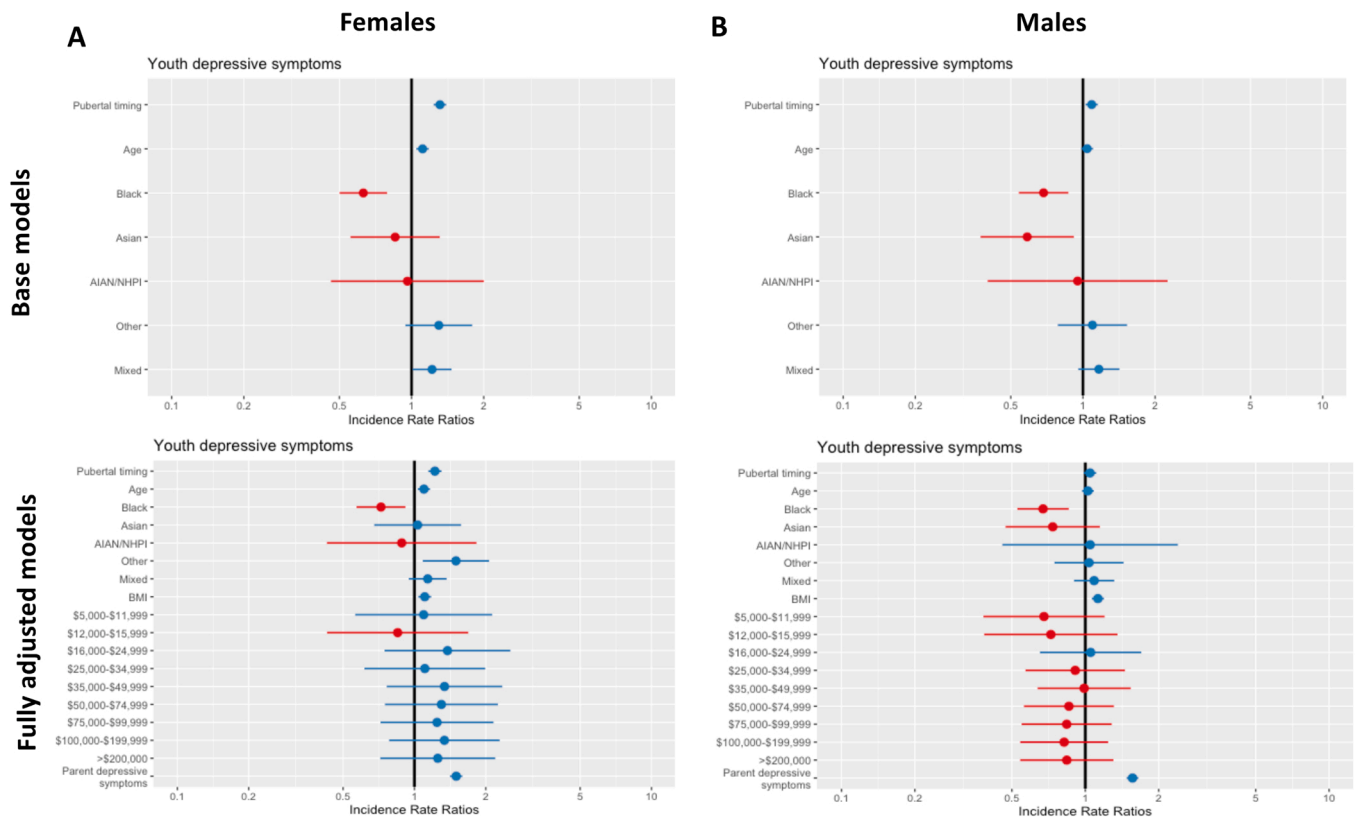 Females
Males
A
B
Base models
Youth depressive symptoms
Pubertal timing
Age
Black
Asian
AIAN/NHPI
Other
Mixed
0.1 0.2 0.5 1 2 5 10
Incidence Rate Ratios
Youth depressive symptoms
Pubertal timing
Age
Black
Asian
AIAN/NHPI
Other
Mixed
0.1 0.2 0.5 1 2 5 10
Incidence Rate Ratios
Fully adjusted models
Youth depressive symptoms
Pubertal timing
Age
Black
Asian
AIAN/NHPI
Other
Mixed
BMI
$5,000-$11,999
$12,000-$15,999
$16,000-$24,999
$25,000-$34,999
$35,000-$49,999
$50,000-$74,999
$75,000-$99,999
$100,000-$199,999
>$200,000
Parent depressive
symptoms
0.1 0.2 0.5 1 2 5 10
Incidence Rate Ratios
Youth depressive symptoms
Pubertal timing
Age
Black
Asian
AIAN/NHPI
Other
Mixed
BMI
$5,000-$11,999
$12,000-$15,999
$16,000-$24,999
$25,000-$34,999
$35,000-$49,999
$50,000-$74,999
$75,000-$99,999
$100,000-$199,999
>$200,000
Parent depressive
symptoms
0.1 0.2 0.5 1 2 5 10
Incidence Rate Ratios